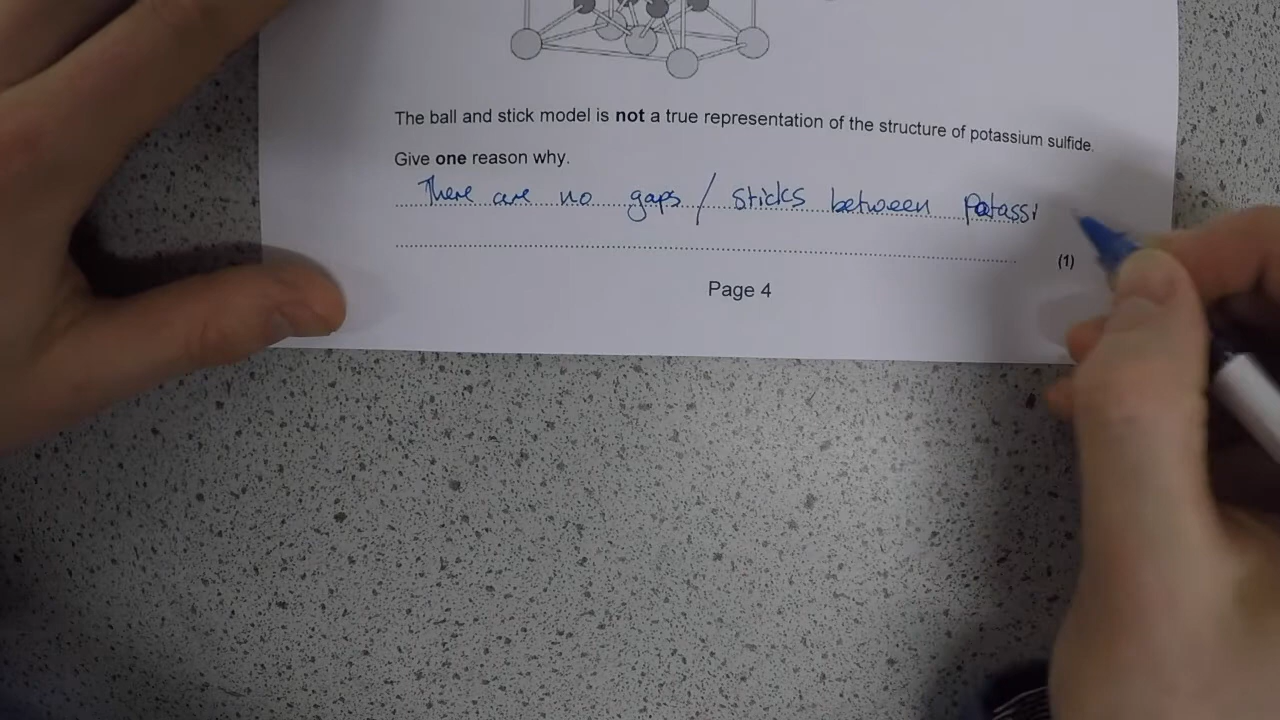 The ball and stick model is not a true representation of the structure of potassium sulfide.
Give one reason why.
There are no gaps / sticks between Potassi
(1)
Page 4